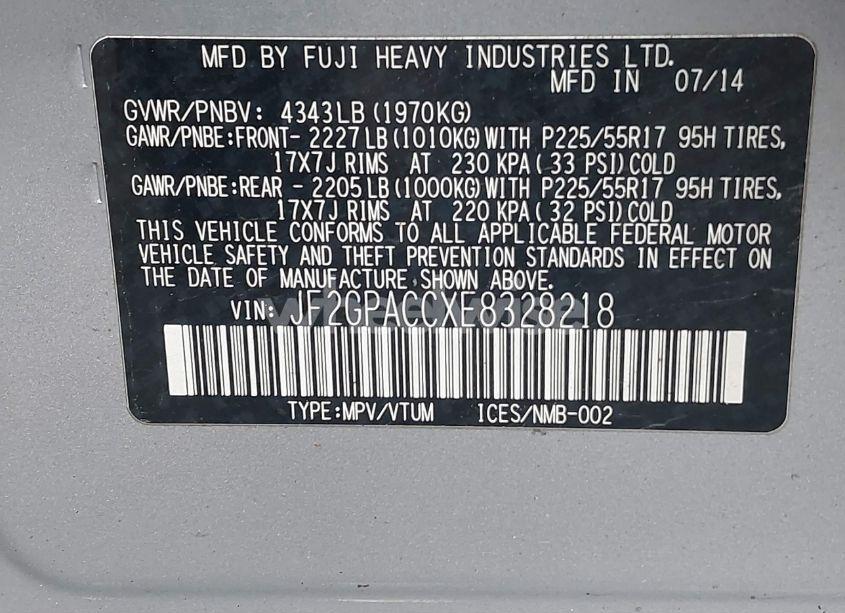 MFD BY FUJI HEAVY INDUSTRIES LTD.
MFD IN 07/14
GVWR/PNBV: 4343LB(1970KG)
GAWR/PNBE:FRONT- 2227LB(1010KG)WITH P225/55R17 95H TIRES,
17X7J RIMS AT 230 KPA(33 PSI)COLD
GAWR/PNBE:REAR - 2205LB(1000KG)WITH P225/55R17 95H TIRES,
17X7J RIMS AT 220 KPA(32 PSI)COLD
THIS VEHICLE CONFORMS TO ALL APPLICABLE FEDERAL MOTOR
VEHICLE SAFETY AND THEFT PREVENTION STANDARDS IN EFFECT ON
THE DATE OF MANUFACTURE SHOWN ABOVE.
VIN: JF2GPACCXE8328218
TYPE:MPV/VTUM 1CES/NMB-002